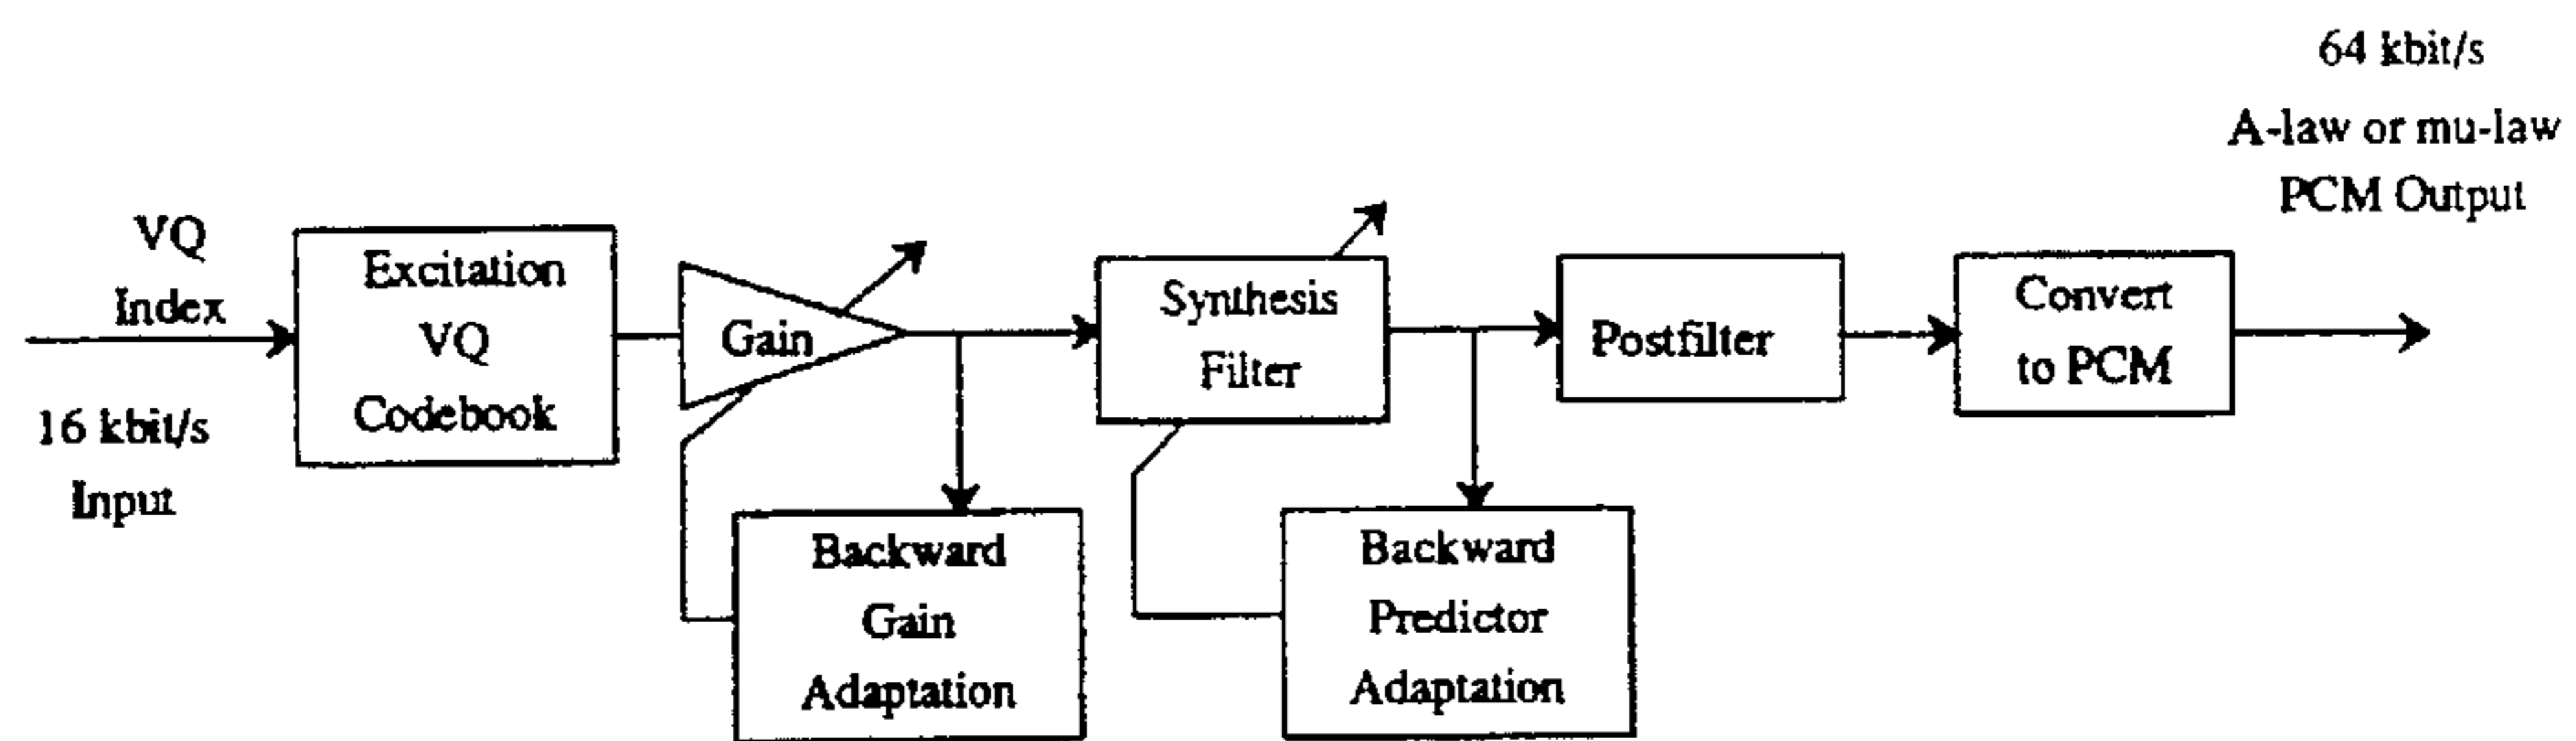 64 kbit/s
A-law or mu-law
PCM Output
VQ
Index
16 kbit/s
Input
Excitation
VQ
Codebook
Gain
Synthesis
Filter
Postfilter
Convert
to PCM
Backward
Gain
Adaptation
Backward
Predictor
Adaptation